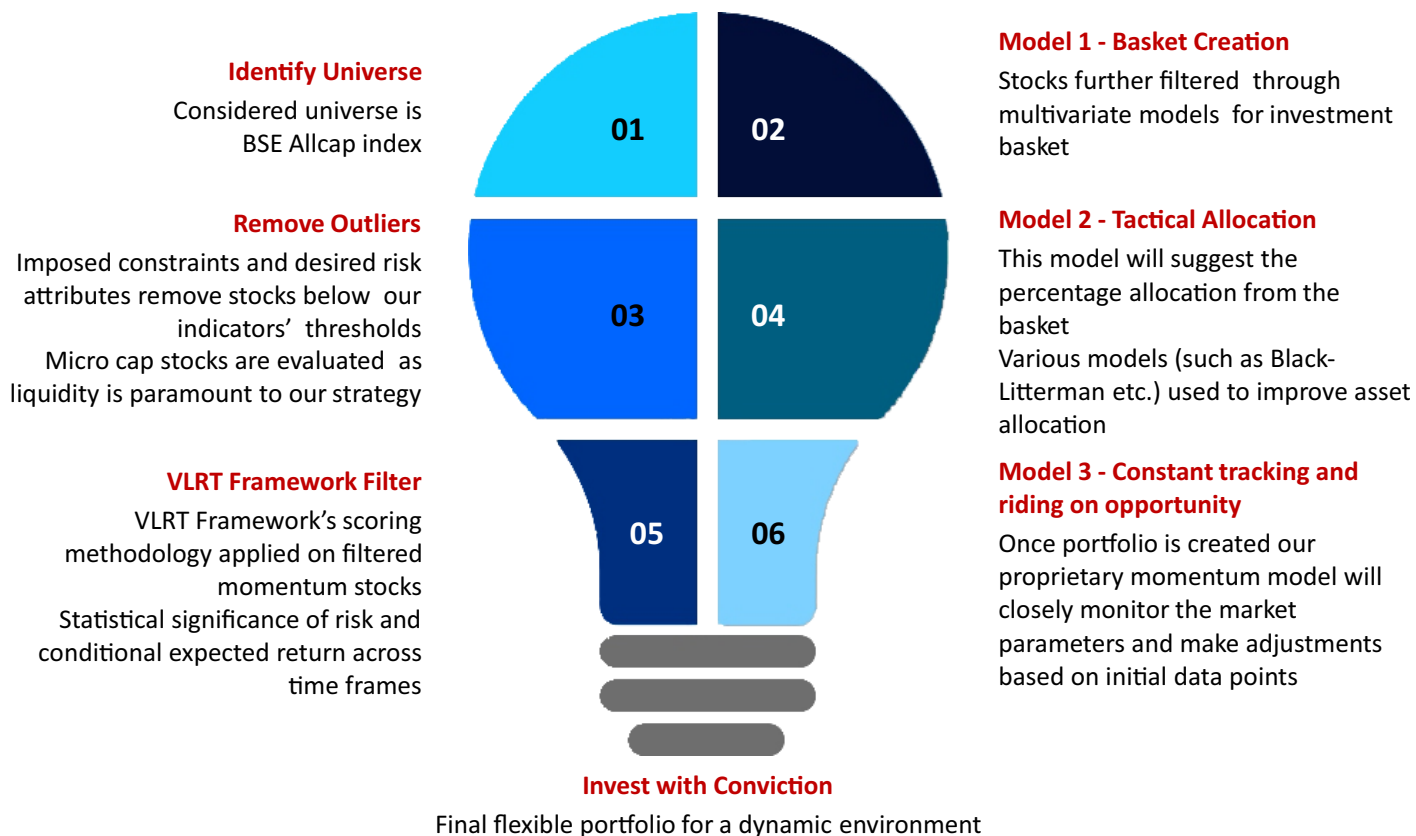 Identify Universe
Considered universe is
BSE Allcap index
01
02
Model 1 - Basket Creation
Stocks further filtered through
multivariate models for investment
basket
Remove Outliers
Imposed constraints and desired risk
attributes remove stocks below our
indicators’ thresholds
Micro cap stocks are evaluated as
liquidity is paramount to our strategy
03
04
Model 2 - Tactical Allocation
This model will suggest the
percentage allocation from the
basket
Various models (such as Black-
Litterman etc.) used to improve asset
allocation
VLRT Framework Filter
VLRT Framework’s scoring
methodology applied on filtered
momentum stocks
Statistical significance of risk and
conditional expected return across
time frames
05
06
Model 3 - Constant tracking and
riding on opportunity
Once portfolio is created our
proprietary momentum model will
closely monitor the market
parameters and make adjustments
based on initial data points
Invest with Conviction
Final flexible portfolio for a dynamic environment